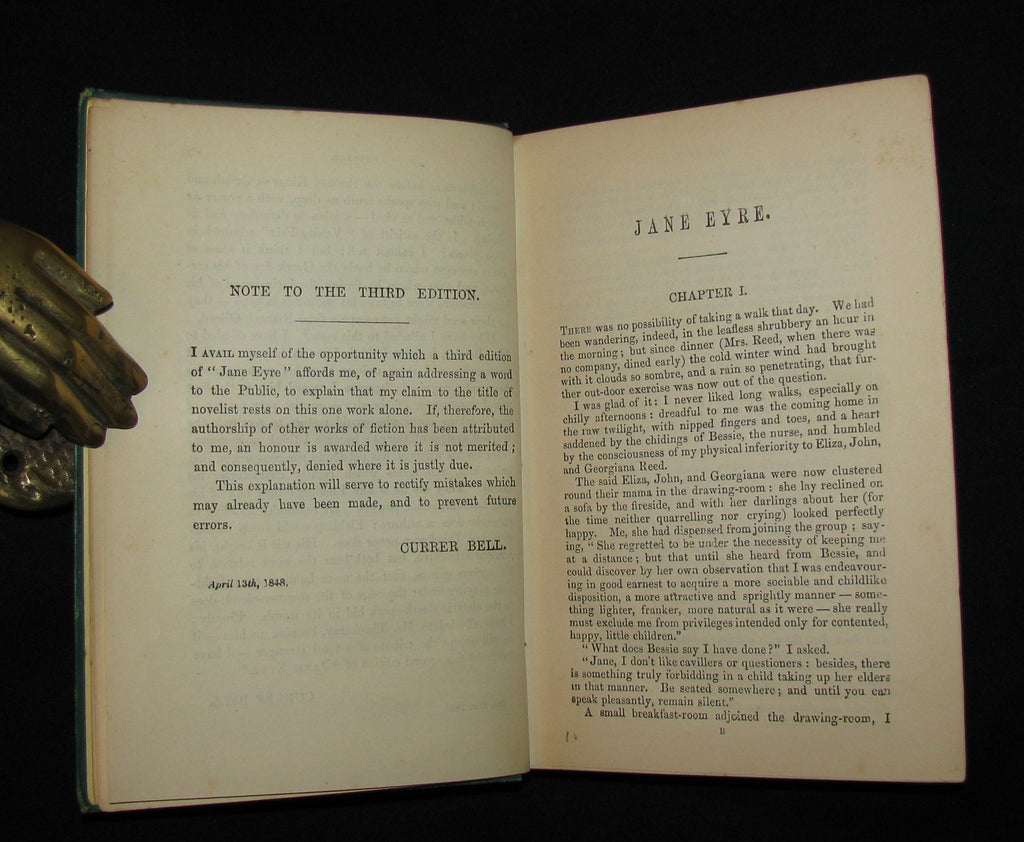 NOTE TO THE THIRD EDITION.
I AVAIL myself of the opportunity which a third edition
of "Jane Eyre" affords me, of again addressing a word
to the Public, to explain that my claim to the title of
novelist rests on this one work alone. If, therefore, the
authorship of other works of fiction has been attributed
to me, an honour is awarded where it is not merited;
and consequently, denied where it is justly due.
This explanation will serve to rectify mistakes which
may already have been made, and to prevent future
errors.
CURRER BELL.
April 13th, 1848.
JANE EYRE.
CHAPTER I.
THERE was no possibility of taking a walk that day. We had
been wandering, indeed, in the leafless shrubbery an hour in
the morning; but since dinner (Mrs. Reed, when there was
no company, dined early) the cold winter wind had brought
with it clouds so sombre, and a rain so penetrating, that fur-
ther out-door exercise was now out of the question.
I was glad of it: I never liked long walks, especially on
chilly afternoons: dreadful to me was the coming home in
the raw twilight, with nipped fingers and toes, and a heart
saddened by the chidings of Bessie, the nurse, and humbled
by the consciousness of my physical inferiority to Eliza, John,
and Georgiana Reed.
The said Eliza, John, and Georgiana were now clustered
round their mama in the drawing-room: she lay reclined on
a sofa by the fireside, and with her darlings about her (for
the time neither quarrelling nor crying) looked perfectly
happy. Me, she had dispensed from joining the group; say-
ing, "She regretted to be under the necessity of keeping me
at a distance; but that until she heard from Bessie, and
could discover by her own observation that I was endeavour-
ing in good earnest to acquire a more sociable and childlike
disposition, a more attractive and sprightly manner—some-
thing lighter, franker, more natural as it were—she really
must exclude me from privileges intended only for contented,
happy, little children."
"What does Bessie say I have done?" I asked.
"Jane, I don't like cavillers or questioners: besides, there
is something truly forbidding in a child taking up her elders
in that manner. Be seated somewhere; and until you can
speak pleasantly, remain silent."
A small breakfast-room adjoined the drawing-room, I
B